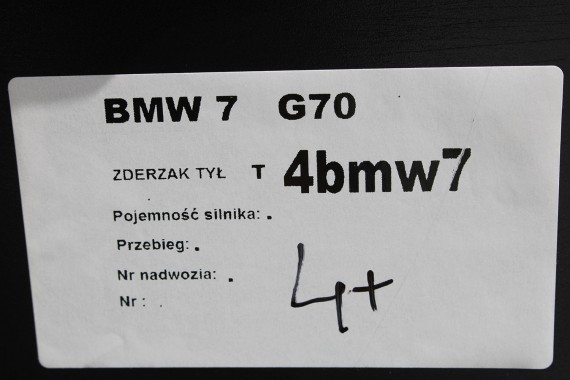 BMW 7 G70
ZDERZAK TYŁ T 4bmw7
Pojemność silnika: .
Przebieg: .
Nr nadwozia: .
Nr : .
4+